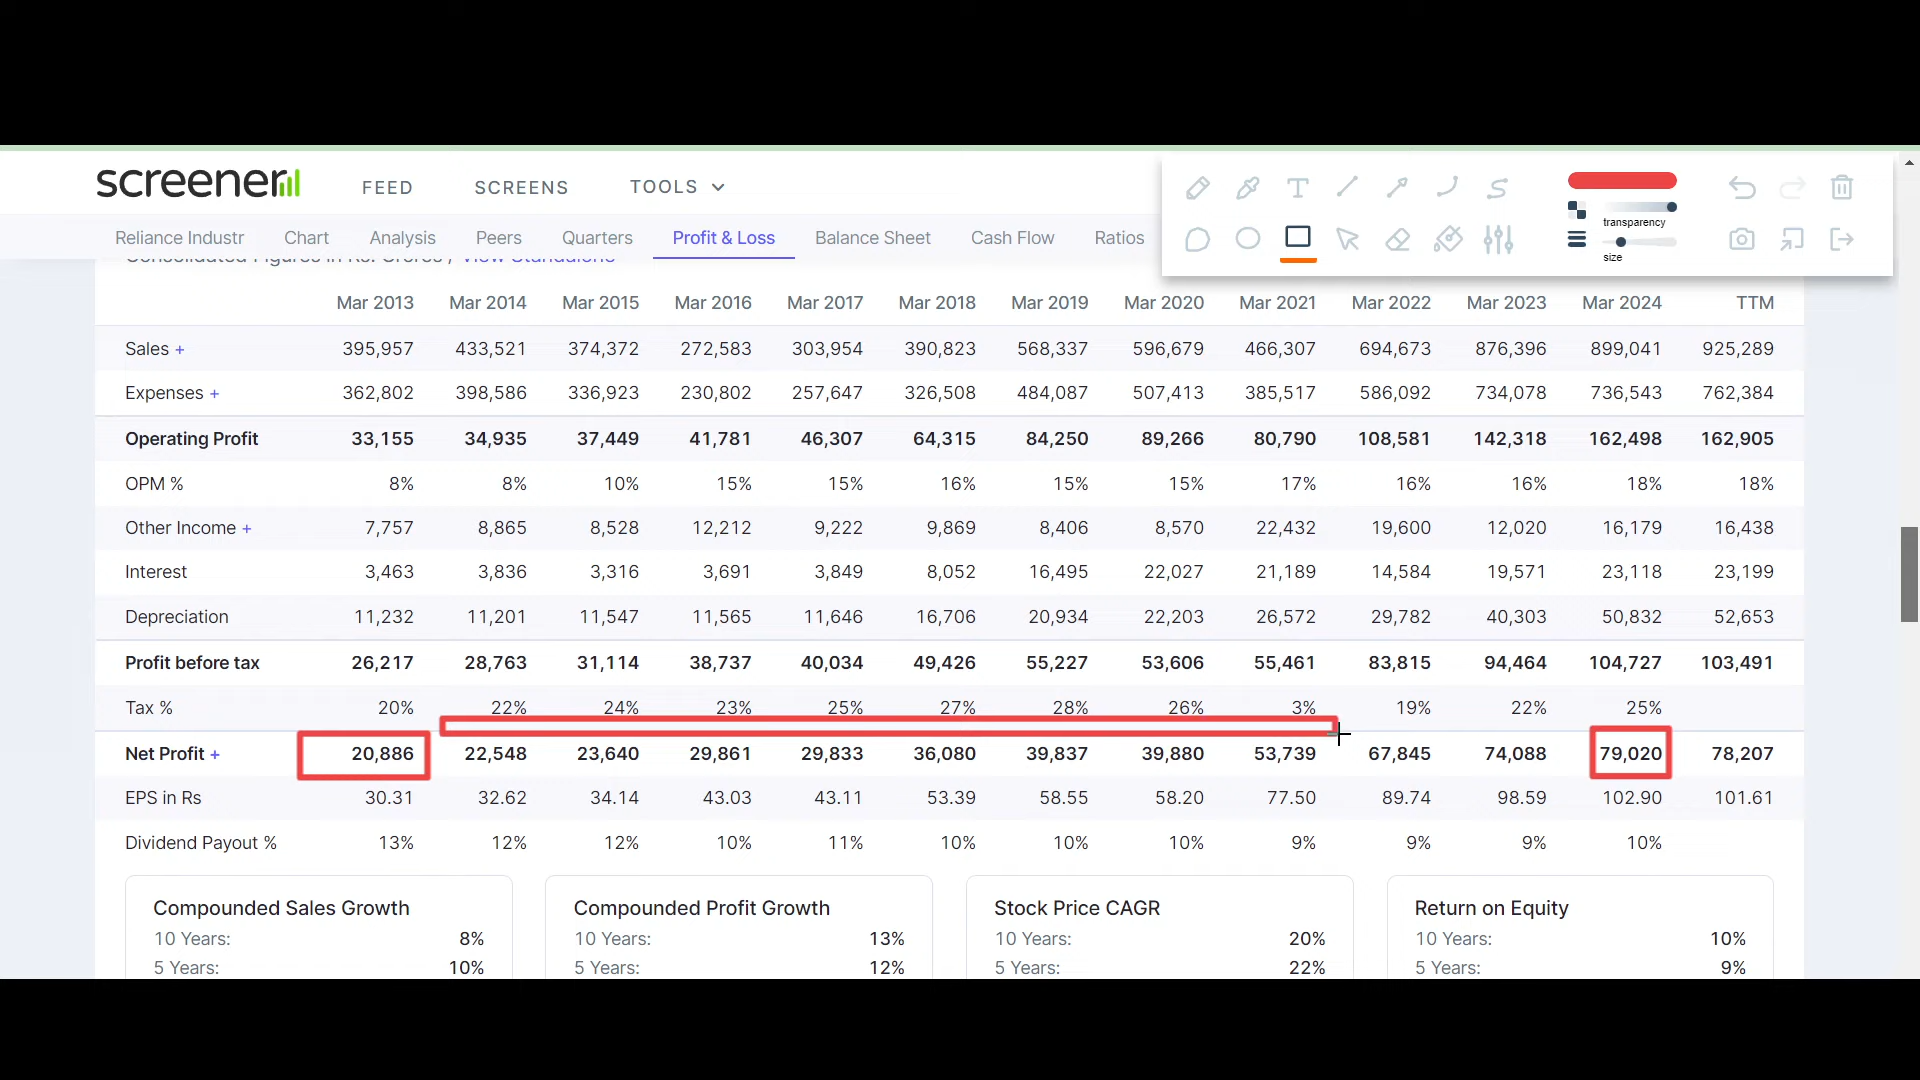 screener FEED SCREENS TOOLS
transparency
size
Reliance Industr Chart Analysis Peers Quarters Profit & Loss Balance Sheet Cash Flow Ratios
Consolidated Figures in Rs. Crores / View Standalone
Mar 2013 Mar 2014 Mar 2015 Mar 2016 Mar 2017 Mar 2018 Mar 2019 Mar 2020 Mar 2021 Mar 2022 Mar 2023 Mar 2024 TTM
Sales + 395,957 433,521 374,372 272,583 303,954 390,823 568,337 596,679 466,307 694,673 876,396 899,041 925,289
Expenses + 362,802 398,586 336,923 230,802 257,647 326,508 484,087 507,413 385,517 586,092 734,078 736,543 762,384
Operating Profit 33,155 34,935 37,449 41,781 46,307 64,315 84,250 89,266 80,790 108,581 142,318 162,498 162,905
OPM % 8% 8% 10% 15% 15% 16% 15% 15% 17% 16% 16% 18% 18%
Other Income + 7,757 8,865 8,528 12,212 9,222 9,869 8,406 8,570 22,432 19,600 12,020 16,179 16,438
Interest 3,463 3,836 3,316 3,691 3,849 8,052 16,495 22,027 21,189 14,584 19,571 23,118 23,199
Depreciation 11,232 11,201 11,547 11,565 11,646 16,706 20,934 22,203 26,572 29,782 40,303 50,832 52,653
Profit before tax 26,217 28,763 31,114 38,737 40,034 49,426 55,227 53,606 55,461 83,815 94,464 104,727 103,491
Tax % 20% 22% 24% 23% 25% 27% 28% 26% 3% 19% 22% 25%
Net Profit + 20,886 22,548 23,640 29,861 29,833 36,080 39,837 39,880 53,739 67,845 74,088 79,020 78,207
EPS in Rs 30.31 32.62 34.14 43.03 43.11 53.39 58.55 58.20 77.50 89.74 98.59 102.90 101.61
Dividend Payout % 13% 12% 12% 10% 11% 10% 10% 10% 9% 9% 9% 10%
Compounded Sales Growth Compounded Profit Growth Stock Price CAGR Return on Equity
10 Years: 8% 10 Years: 13% 10 Years: 20% 10 Years: 10%
5 Years: 10% 5 Years: 12% 5 Years: 22% 5 Years: 9%